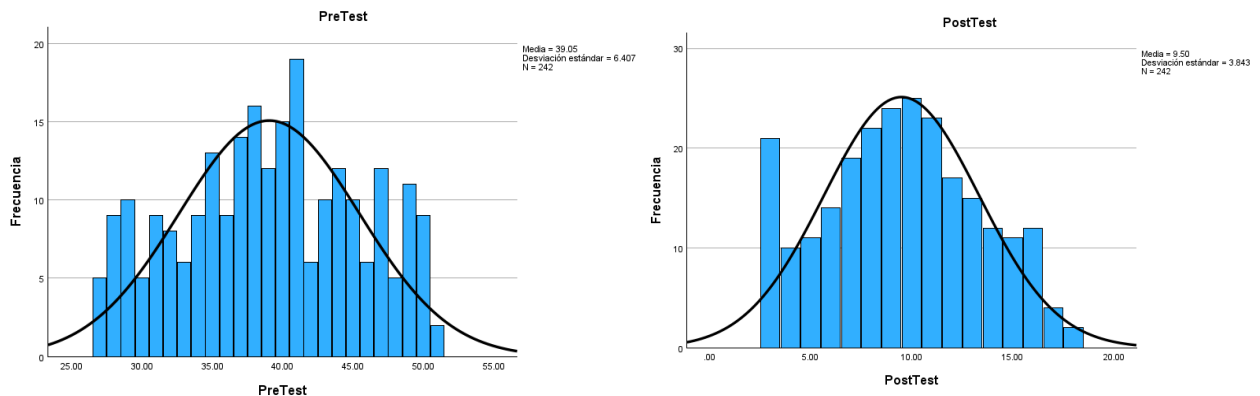 PreTest
Media = 39.05
Desviación estándar = 6.407
N = 242
20
15
10
5
0
Frecuencia
25.00 30.00 35.00 40.00 45.00 50.00 55.00
PreTest
PostTest
Media = 9.50
Desviación estándar = 3.843
N = 242
30
20
10
0
Frecuencia
.00 5.00 10.00 15.00 20.00
PostTest